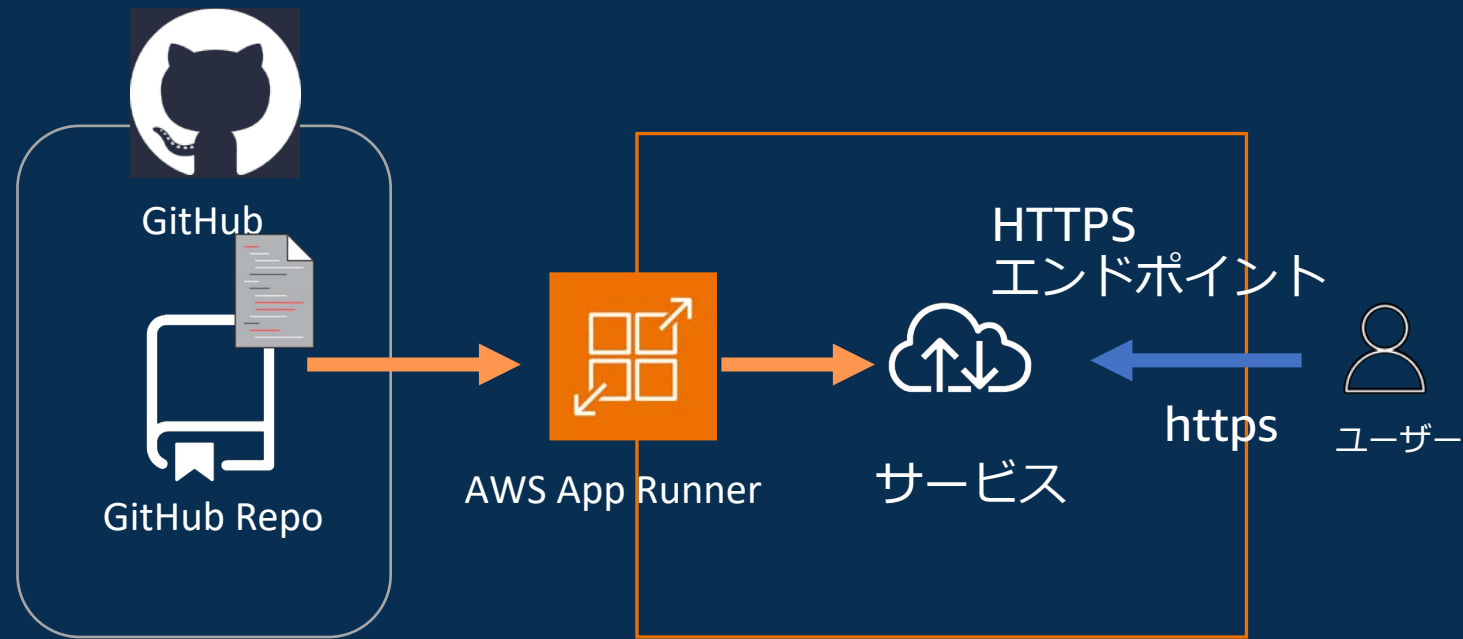 GitHub
GitHub Repo
AWS App Runner
HTTPS
エンドポイント
サービス
https
ユーザー